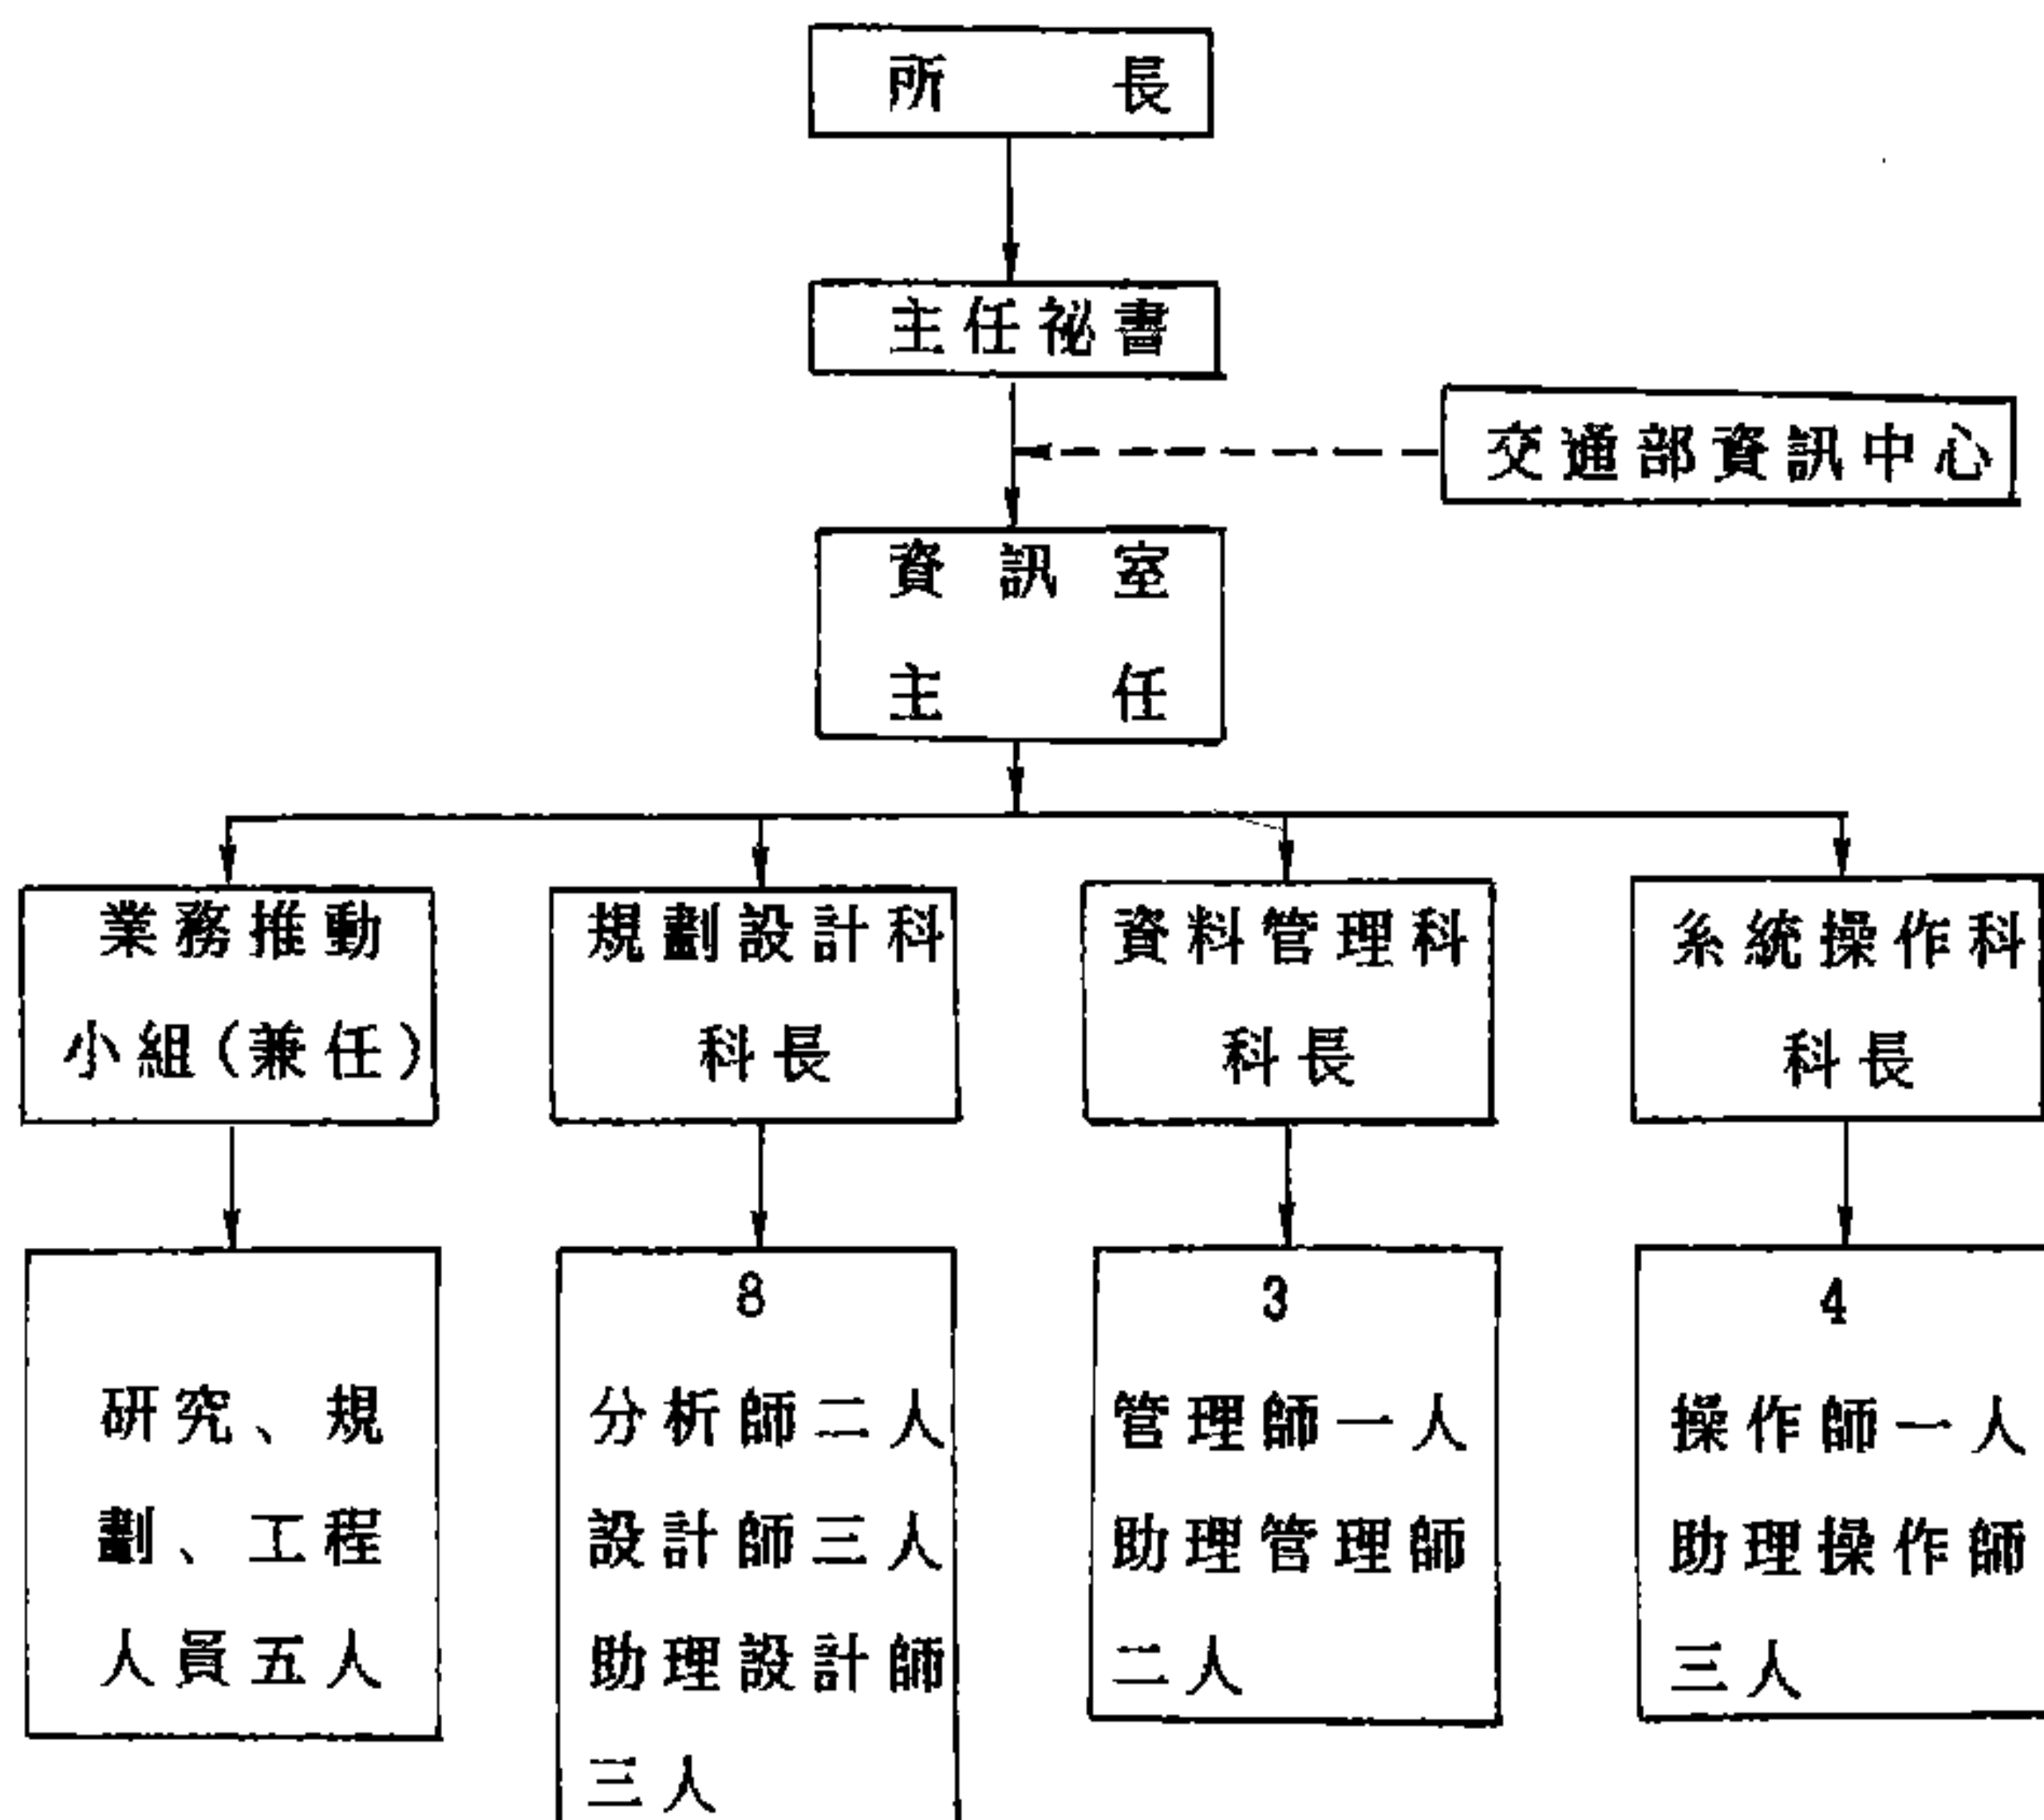 所長
主任祕書
交通部資訊中心
資訊室
主任
業務推動
小組(兼任)
規劃設計科
科長
資料管理科
科長
系統操作科
科長
研究、規
劃、工程
人員五人
8
分析師二人
設計師三人
助理設計師
三人
3
管理師一人
助理管理師
二人
4
操作師一人
助理操作師
三人